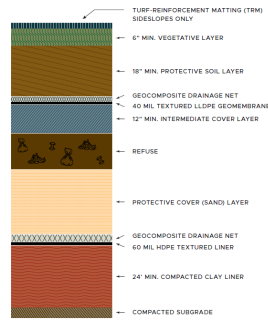 TURF-REINFORCEMENT MATTING (TRM)
SIDESLOPES ONLY
6" MIN. VEGETATIVE LAYER
18" MIN. PROTECTIVE SOIL LAYER
GEOCOMPOSITE DRAINAGE NET
40 MIL TEXTURED LLDPE GEOMEMBRANE
12" MIN. INTERMEDIATE COVER LAYER
REFUSE
PROTECTIVE COVER (SAND) LAYER
GEOCOMPOSITE DRAINAGE NET
60 MIL HDPE TEXTURED LINER
24' MIN. COMPACTED CLAY LINER
COMPACTED SUBGRADE